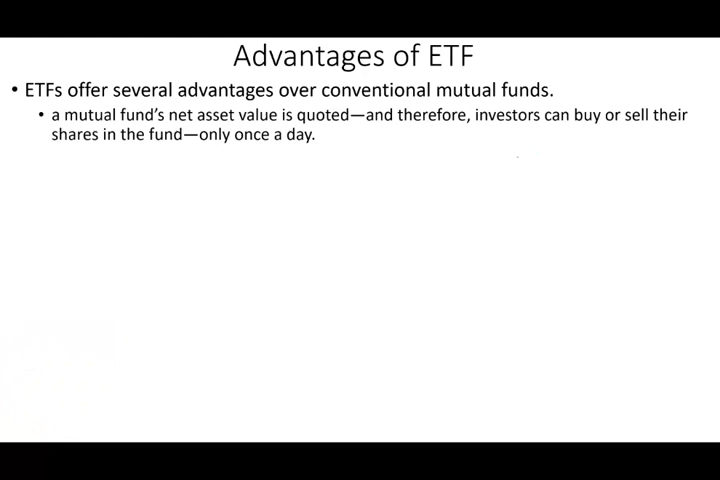 Advantages of ETF
• ETFs offer several advantages over conventional mutual funds.
• a mutual fund’s net asset value is quoted—and therefore, investors can buy or sell their
shares in the fund—only once a day.